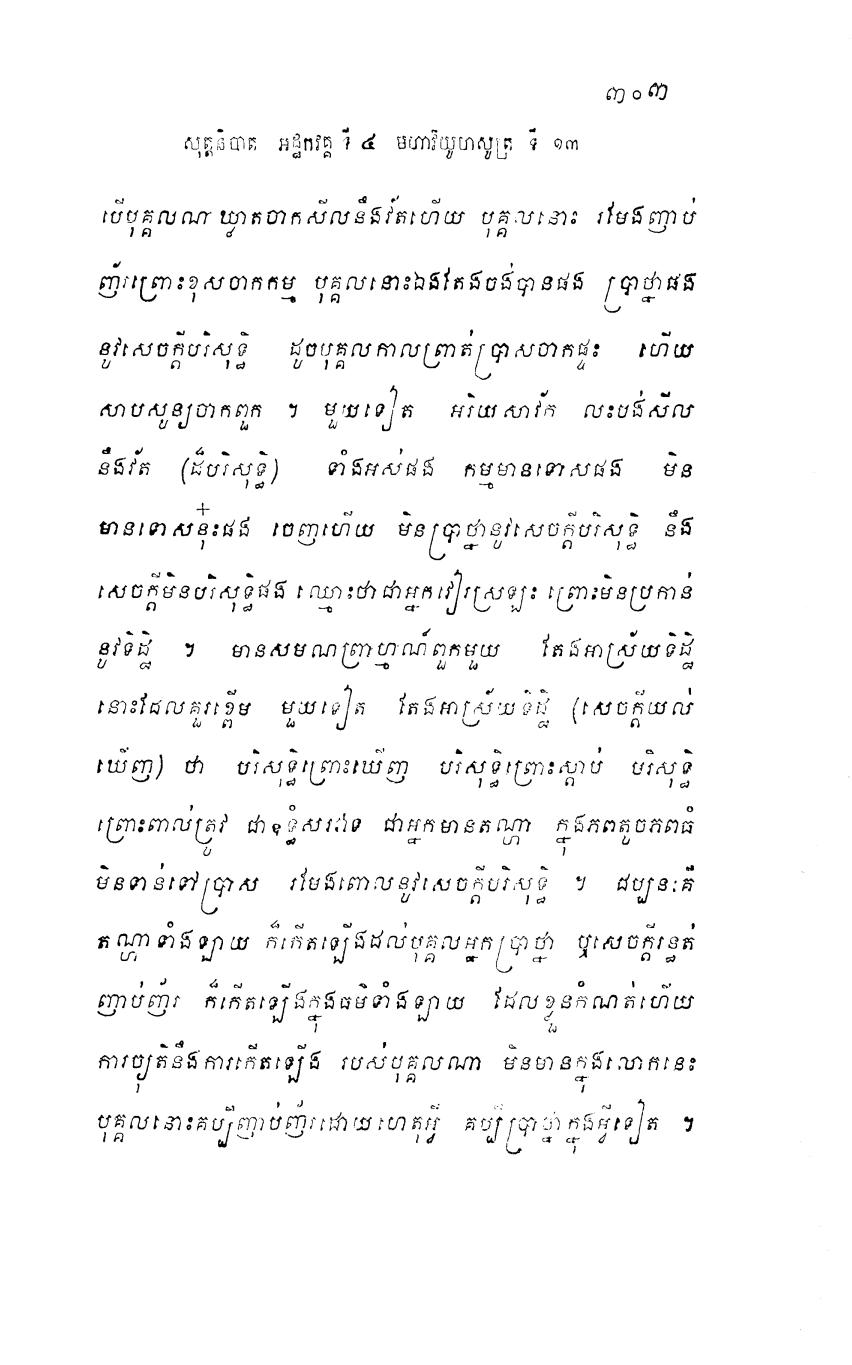 ៣០៣
សុត្តនិបាត អដ្ឋកវគ្គ ទី ៤ មហាវិយូហសូត្រ ទី ១៣
បើបុគ្គលណាឃ្លាតចាកសីលនឹងវ័តហើយ បុគ្គលនោះ រមែងញាប់
ញ័រព្រោះខុសចាកកម្ម បុគ្គលនោះឯងតែងចង់បានផង ប្រាថ្នាផង
នូវសេចក្តីបរិសុទ្ធិ ដូចបុគ្គលកាលព្រាត់ប្រាសចាកផ្ទះ ហើយ
សាបសូន្យចាកពួក ។ មួយទៀត អរិយសាវ័ក លះបង់សីល
នឹងវ័ត (ដ៏បរិសុទ្ធិ) ទាំងអស់ផង កម្មមានទោសផង មិន
មានទោសនុ៎ះផង ចេញហើយ មិនប្រាថ្នានូវសេចក្តីបរិសុទ្ធិ នឹង
សេចក្តីមិនបរិសុទ្ធិផង ឈ្មោះថាជាអ្នកវៀរស្រឡះ ព្រោះមិនប្រកាន់
នូវទិដ្ឋិ ។ មានសមណព្រាហ្មណ៍ពួកមួយ តែងអាស្រ័យទិដ្ឋិ
នោះដែលគួរខ្ពើម មួយទៀត តែងអាស្រ័យទិដ្ឋិ (សេចក្តីយល់
ឃើញ) ថា បរិសុទ្ធិព្រោះឃើញ បរិសុទ្ធិព្រោះស្តាប់ បរិសុទ្ធិ
ព្រោះពាល់ត្រូវ ជាឧទ្ធំសរាវាទ ជាអ្នកមានតណ្ហា ក្នុងភពតូចភពធំ
មិនទាន់ទៅប្រាស រមែងពោលនូវសេចក្តីបរិសុទ្ធិ ។ ដប្បនៈគឺ
តណ្ហាទាំងឡាយ ក៏កើតឡើងដល់បុគ្គលអ្នកប្រាថ្នា ឬសេចក្តីរន្ធត់
ញាប់ញ័រ ក៏កើតឡើងក្នុងធម៌ទាំងឡាយ ដែលខ្លួនកំណត់ហើយ
ការច្យុតិនឹងការកើតឡើង របស់បុគ្គលណា មិនមានក្នុងលោកនេះ
បុគ្គលនោះគប្បីញាប់ញ័រដោយហេតុអ្វី គប្បីប្រាថ្នាក្នុងអ្វីទៀត ។